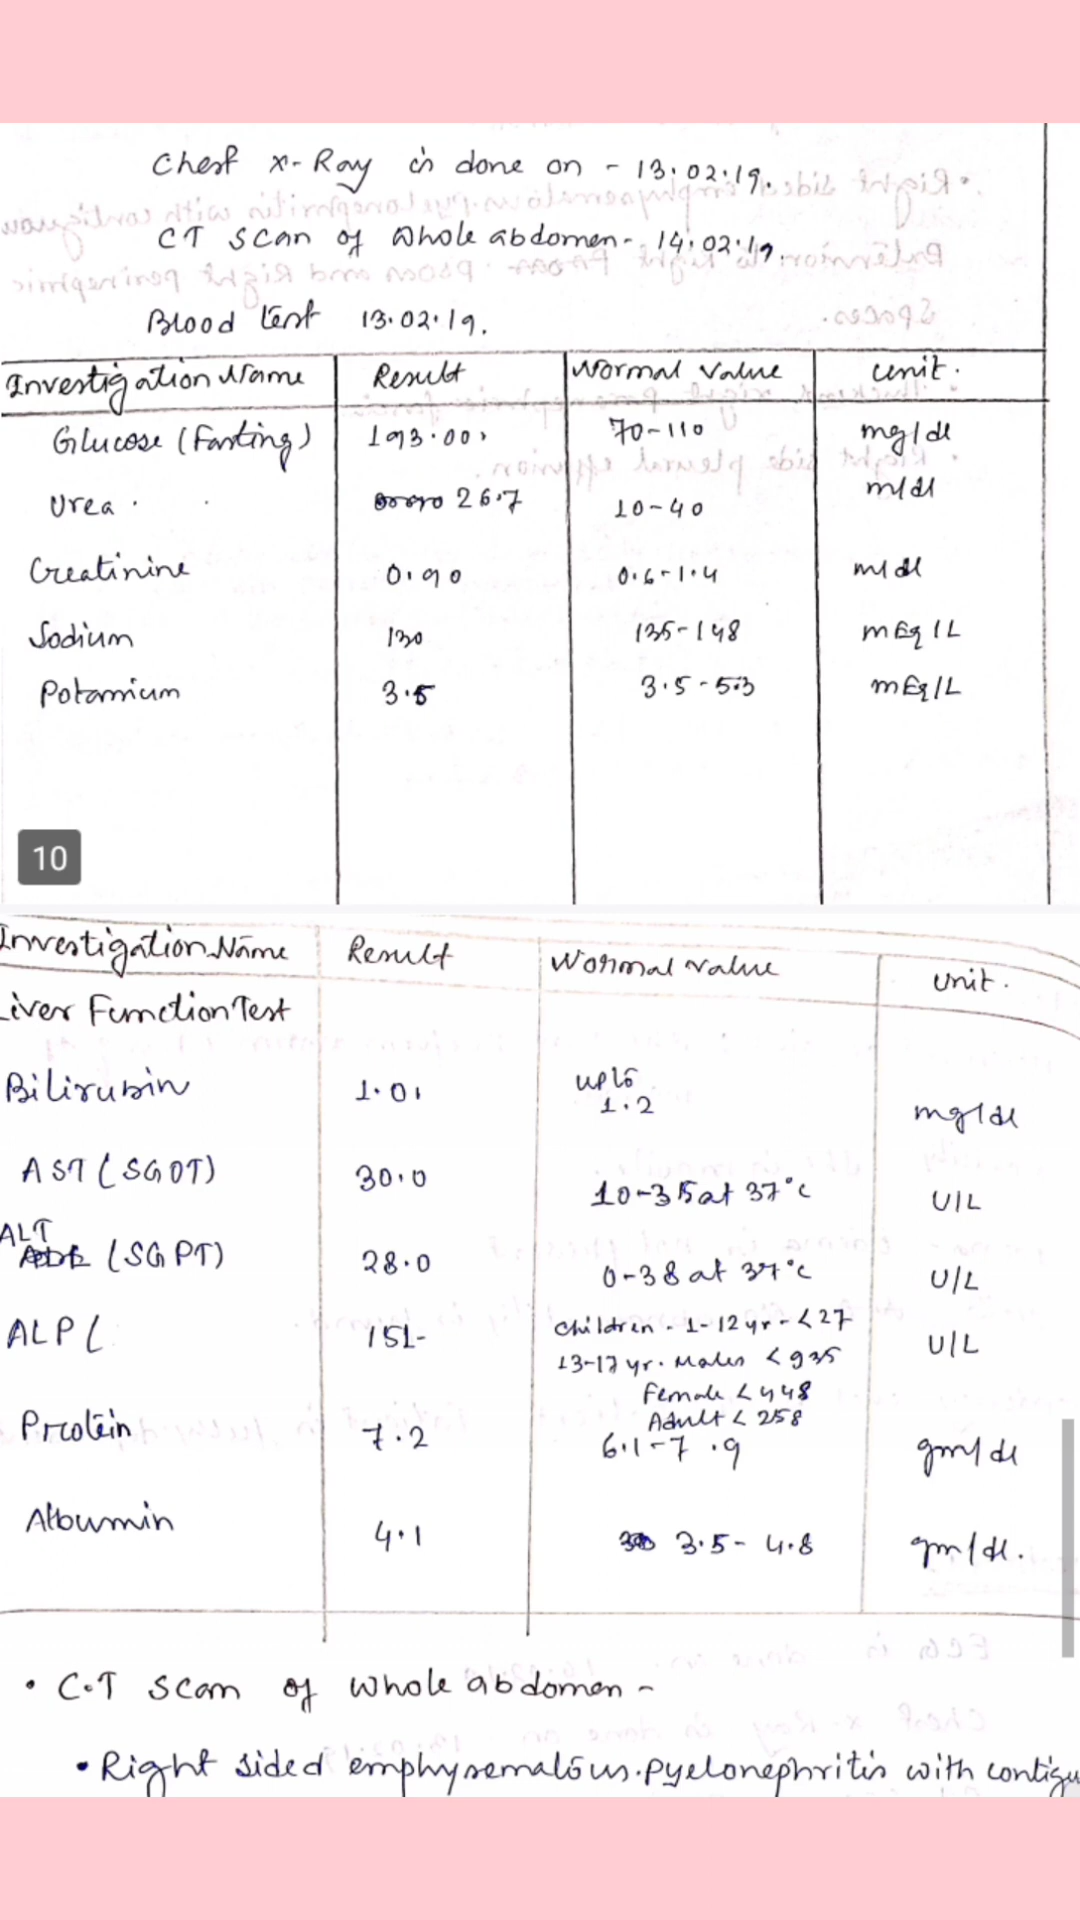 Chest x-Ray is done on - 13.02.19.
CT scan of whole abdomen - 14.02.19.
Blood test 13.02.19.
Investigation Name Result Normal value unit.
Glucose (Fasting) 193.00 70-110 mg/dl
Urea. 26.7 10-40 m/dl
Creatinine 0.90 0.6-1.4 m/dl
Sodium 130 135-148 mEq/L
Potassium 3.5 3.5-5.3 mEq/L
10
Investigation Name Result Normal value unit.
Liver Function Test
Bilirubin 1.01 upto 1.2 mg/dl
AST (SGOT) 30.0 10-35 at 37°c U/L
ALT (SGPT) 28.0 0-38 at 37°c U/L
ALP ( 151- Children - 1-12 yr - <27 U/L
13-17 yr. Males <935
Female <448
Adult <258
Protein 7.2 6.1-7.9 gm/dl
Albumin 4.1 3.5-4.8 gm/dl.
• C.T scan of whole abdomen -
• Right sided emphysematous.pyelonephritis with contigu